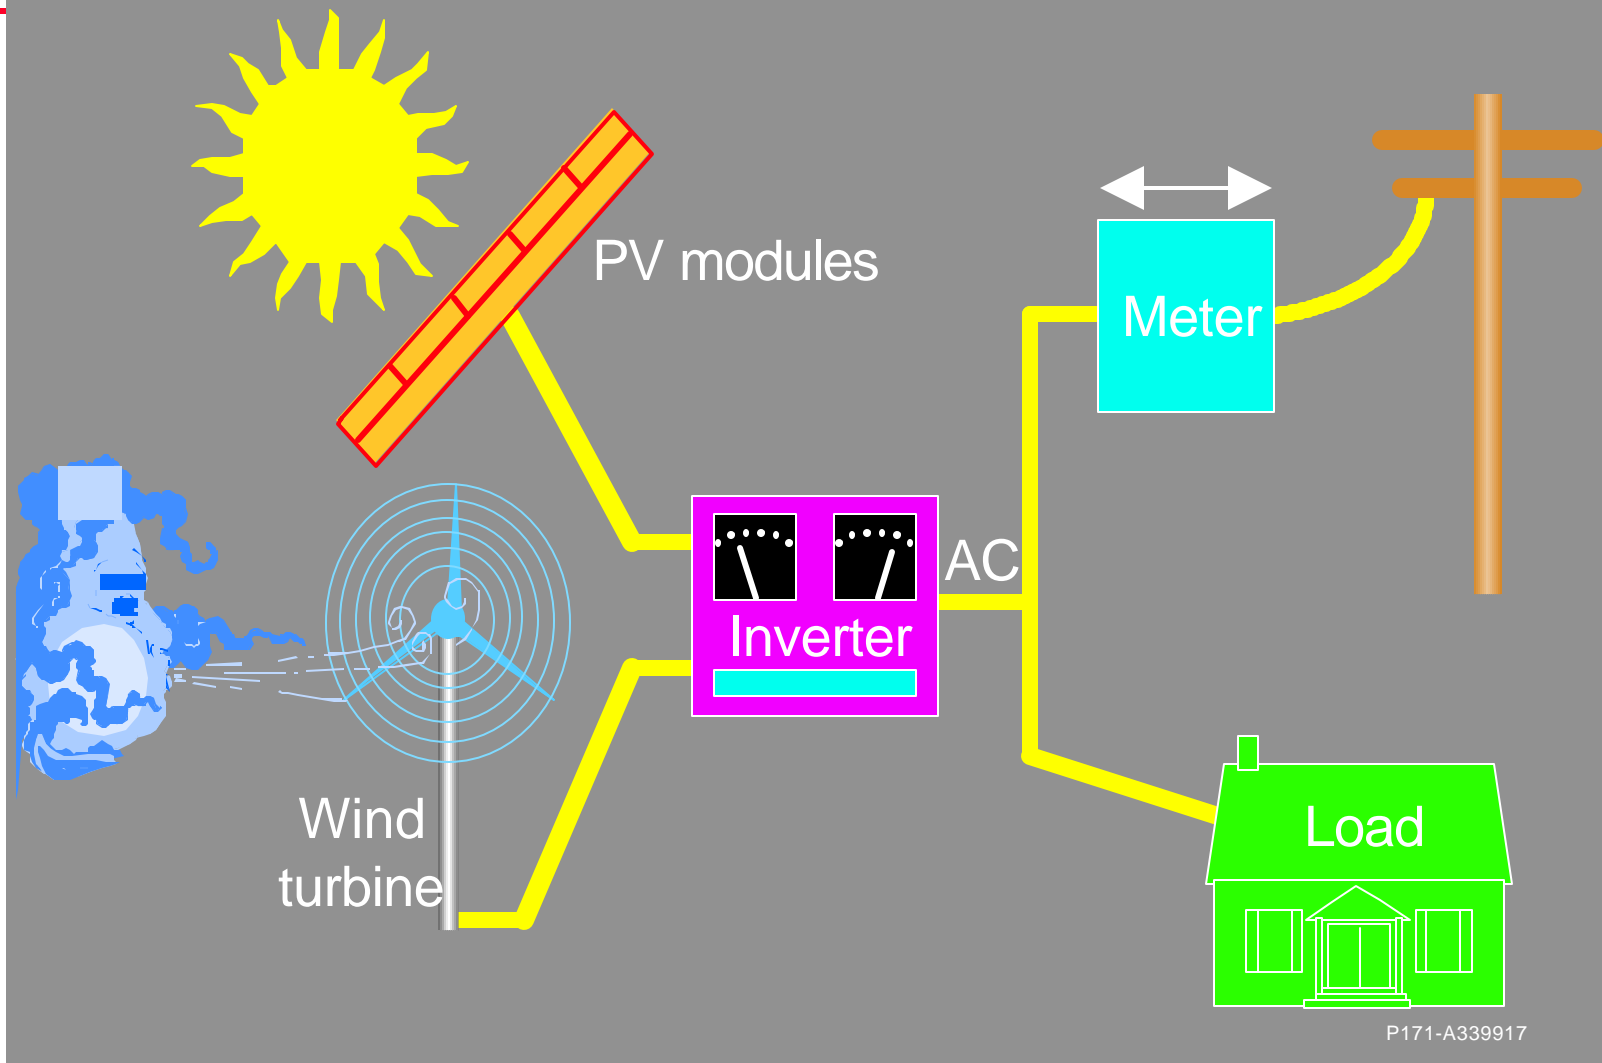 PV modules
Meter
AC
Inverter
Wind
turbine
Load
P171-A339917